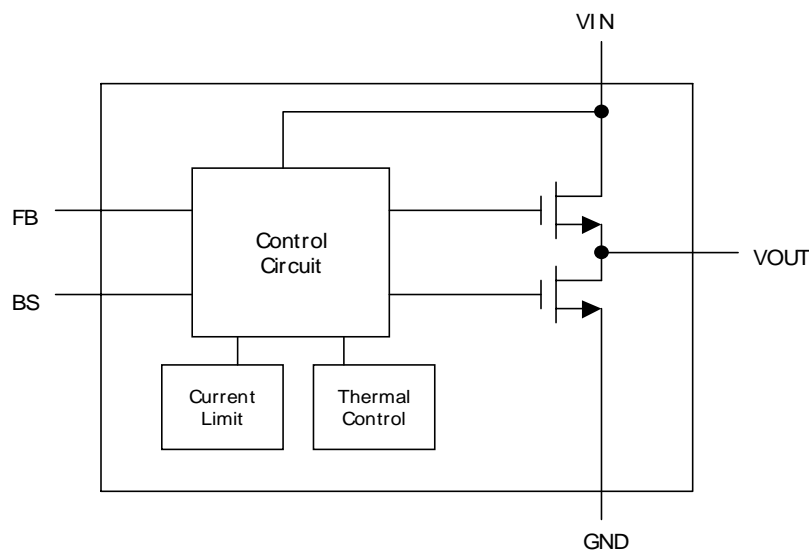 VIN
FB
Control
Circuit
VOUT
BS
Current
Limit
Thermal
Control
GND